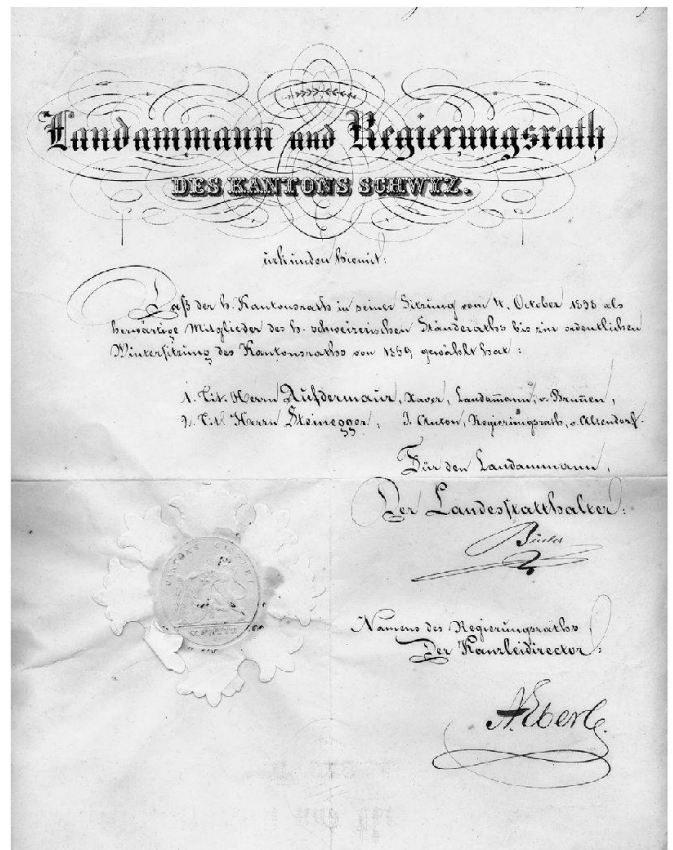 Landammann und Regierungsrath
DES KANTONS SCHWYZ.
urkunden hiemit:
Daß der h. Kantonsrath in seiner Sitzung vom 4. October 1858 als
herwärtige Mitglieder des h. schweizerischen Ständeraths bis zur ordentlichen
Wintersitzung des Kantonsraths von 1859 gewählt hat:
1. Tit. Herrn Aufdermaur, Xaver, Landammann, v. Brunnen,
2. Tit. Herrn Steinegger, J. Anton, Regierungsrath, v. Altendorf.
Für den Landammann,
Der Landesstatthalter:
Namens des Regierungsraths
Der Kanzleidirector:
A. Eberle